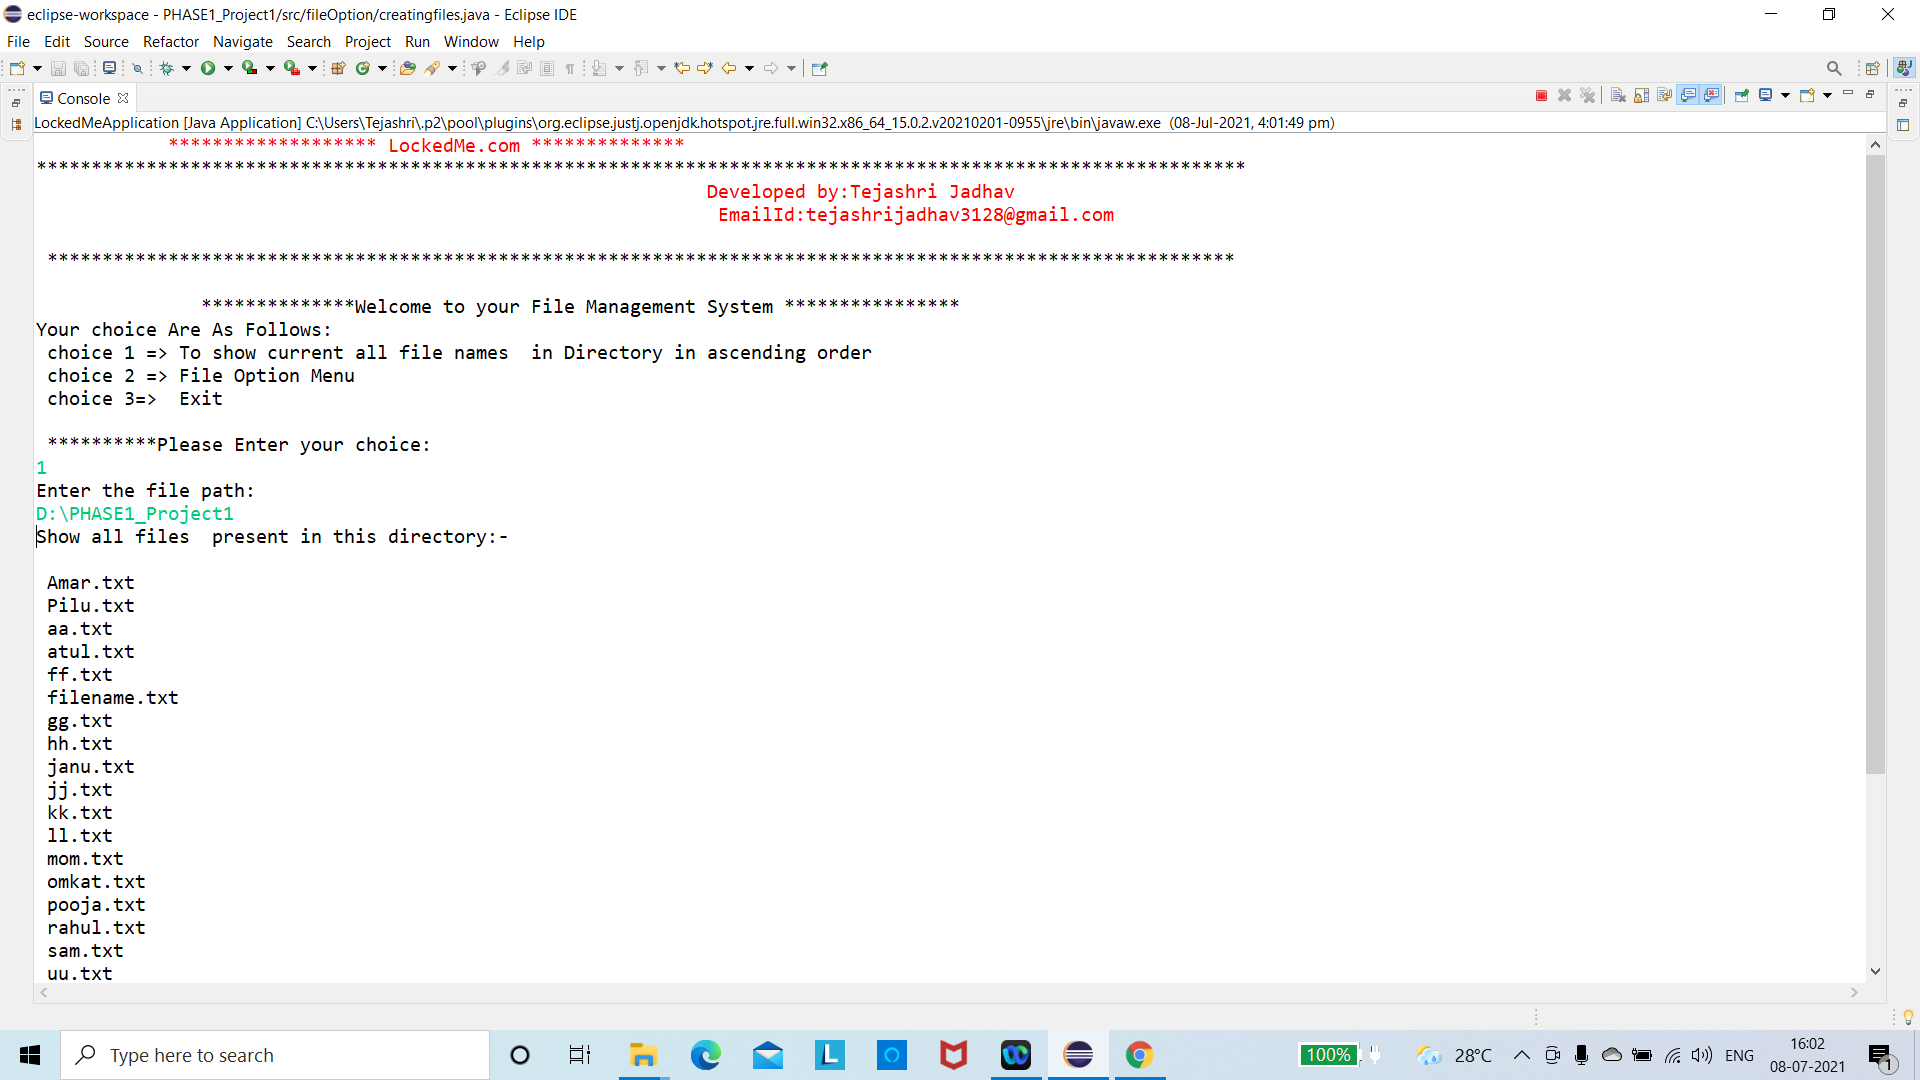 eclipse-workspace - PHASE1_Project1/src/fileOption/creatingfiles.java - Eclipse IDE
File Edit Source Refactor Navigate Search Project Run Window Help
Console
LockedMeApplication [Java Application] C:\Users\Tejashri\.p2\pool\plugins\org.eclipse.justj.openjdk.hotspot.jre.full.win32.x86_64_15.0.2.v20210201-0955\jre\bin\javaw.exe (08-Jul-2021, 4:01:49 pm)
******************* LockedMe.com **************
**************************************************************************************************************
Developed by:Tejashri Jadhav
EmailId:tejashrijadhav3128@gmail.com
************************************************************************************************************
**************Welcome to your File Management System ****************
Your choice Are As Follows:
choice 1 => To show current all file names  in Directory in ascending order
choice 2 => File Option Menu
choice 3=>  Exit
**********Please Enter your choice:
1
Enter the file path:
D:\PHASE1_Project1
Show all files  present in this directory:-
Amar.txt
Pilu.txt
aa.txt
atul.txt
ff.txt
filename.txt
gg.txt
hh.txt
janu.txt
jj.txt
kk.txt
ll.txt
mom.txt
omkat.txt
pooja.txt
rahul.txt
sam.txt
uu.txt
Type here to search
100%
28°C
ENG
16:02
08-07-2021
1